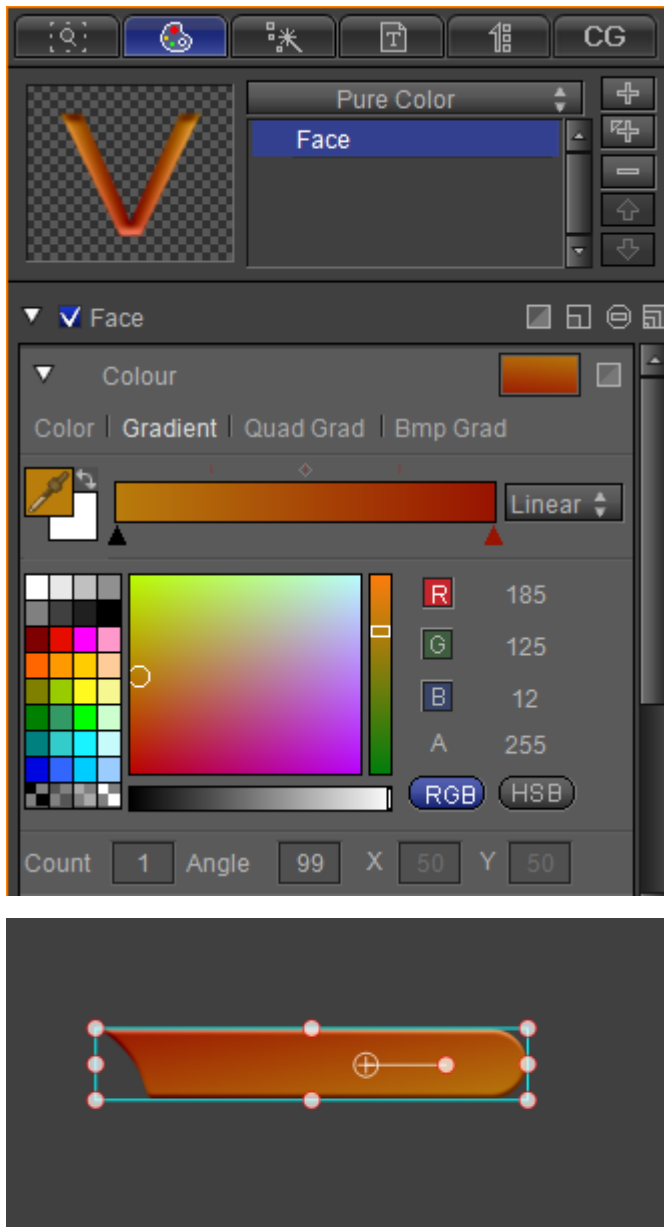 T CG
Pure Color
Face
Face
Colour
Color Gradient Quad Grad Bmp Grad
Linear
R 185
G 125
B 12
A 255
RGB HSB
Count 1 Angle 99 X 50 Y 50